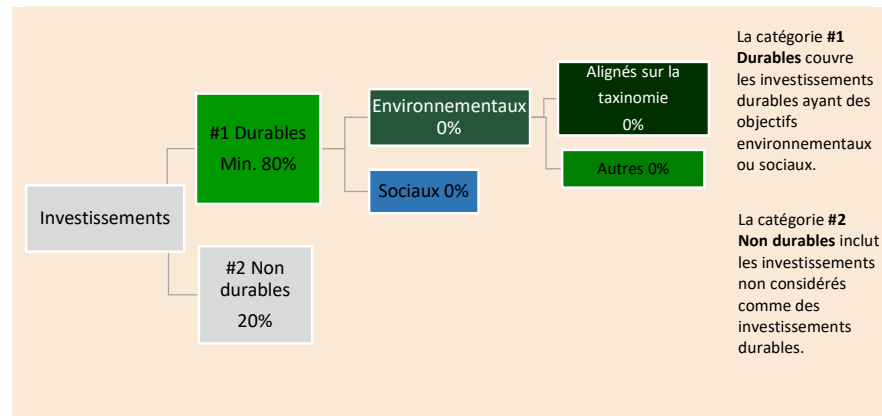 Investissements
#1 Durables
Min. 80%
#2 Non
durables
20%
Environnementaux
0%
Sociaux 0%
Alignés sur la
taxinomie
0%
Autres 0%
La catégorie #1
Durables couvre
les investissements
durables ayant des
objectifs
environnementaux
ou sociaux.
La catégorie #2
Non durables inclut
les investissements
non considérés
comme des
investissements
durables.